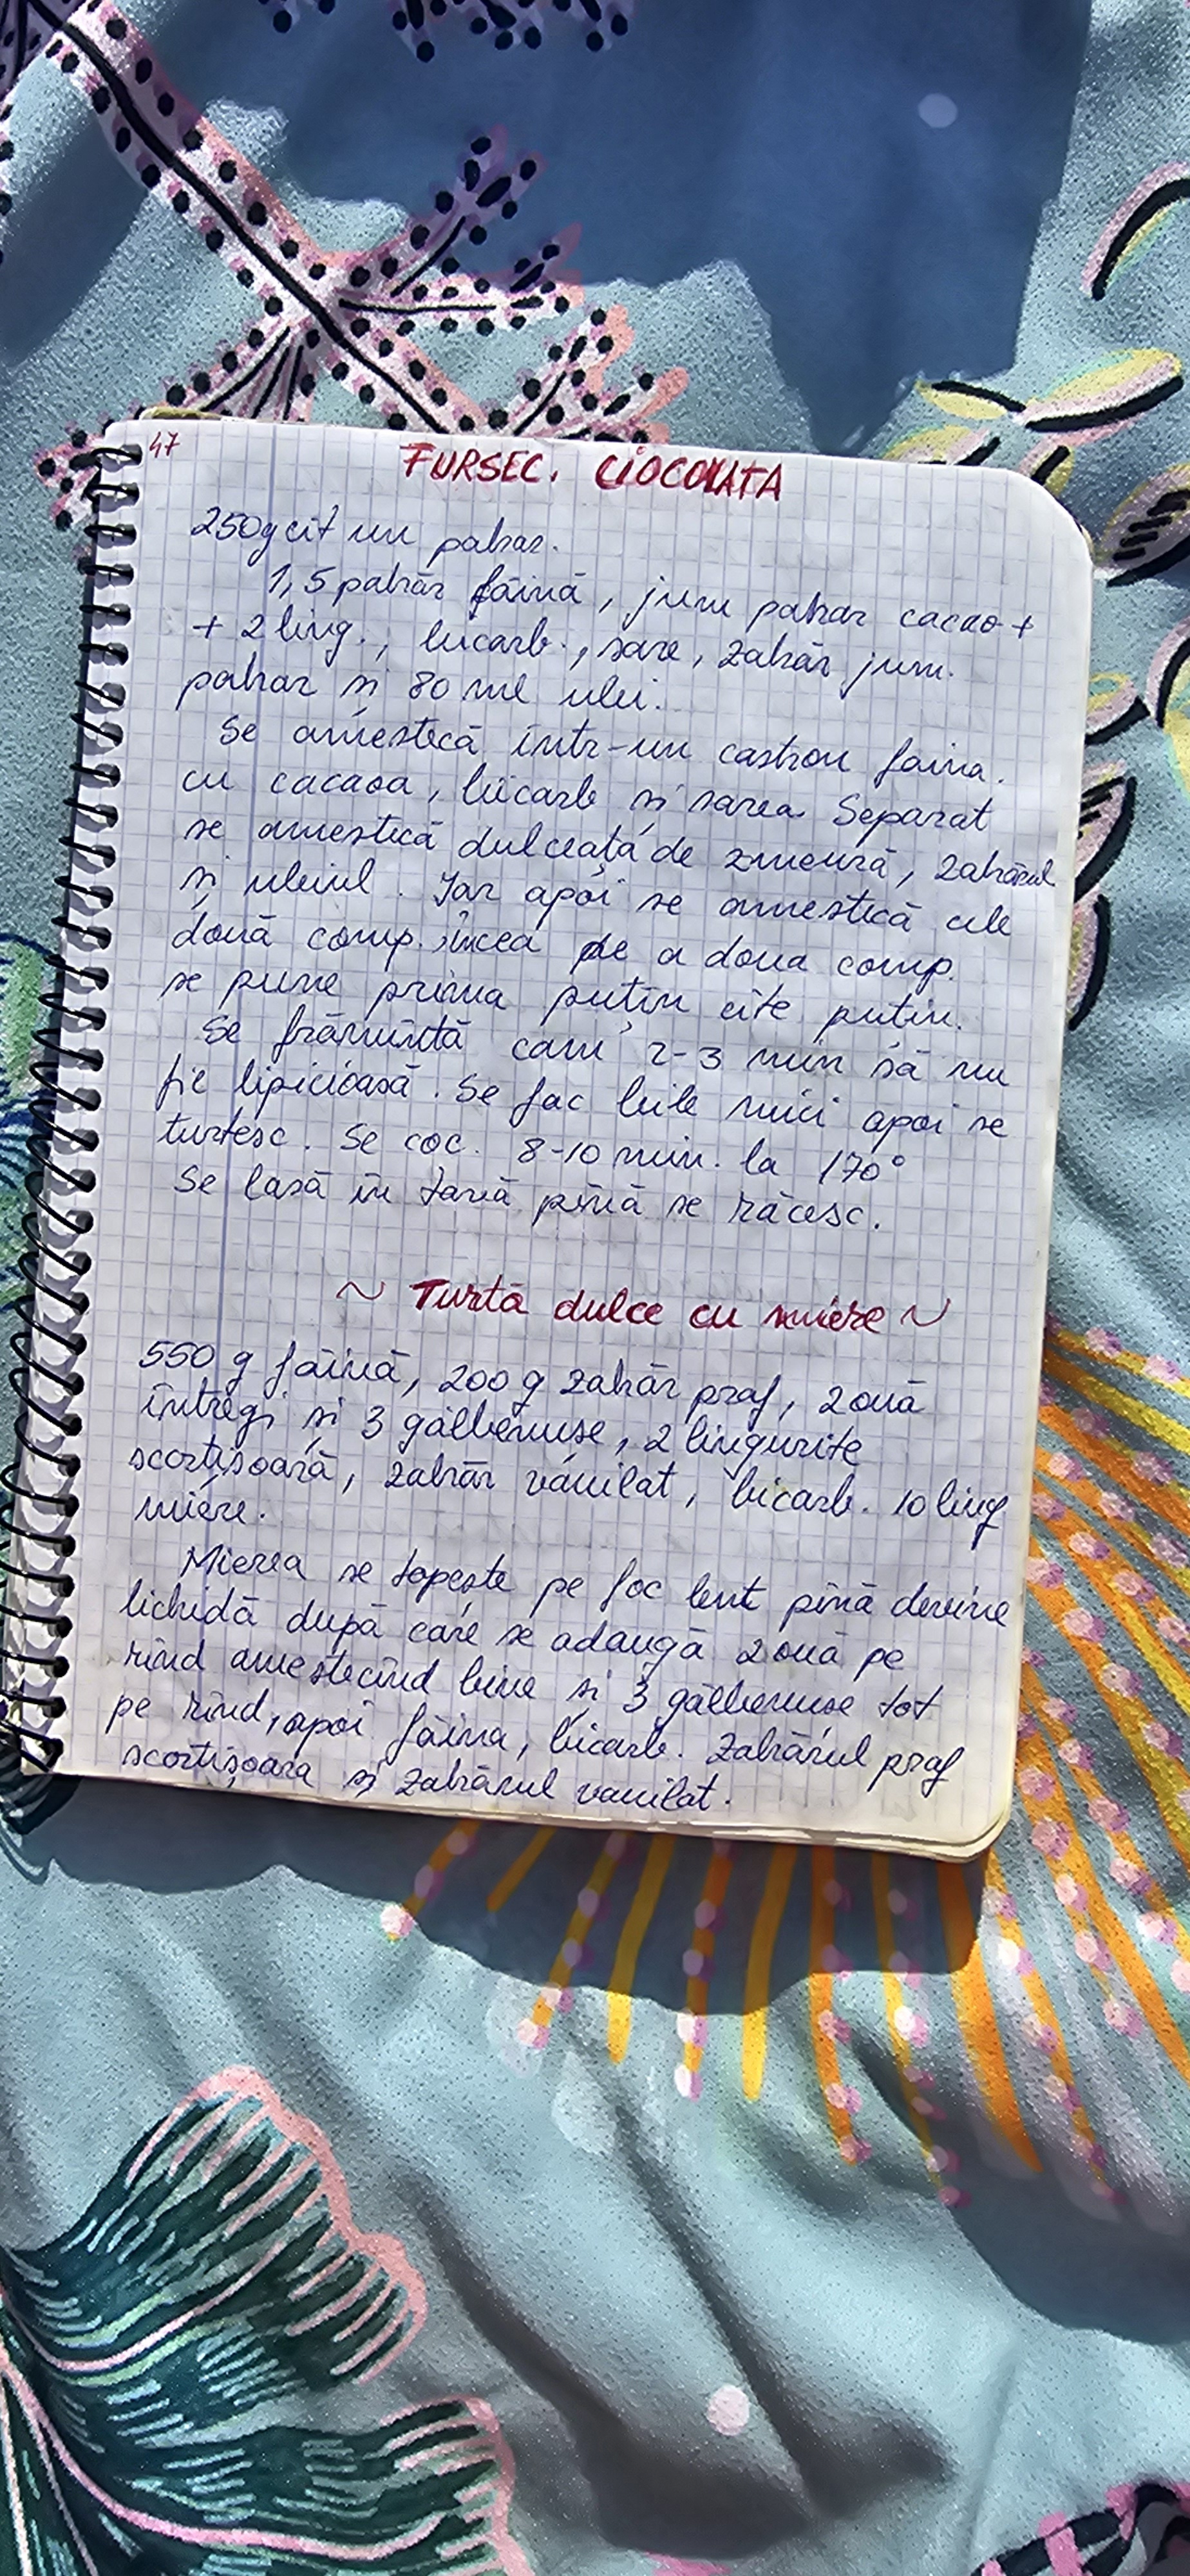 47
FURSEC. CIOCOLATA
250g cît un pahar.
1,5 pahăr făină, jum pahar cacao +
+ 2 ling., bicarb., sare, zahăr jum.
pahar și 80 ml ulei.
Se amestecă într-un castron faina.
cu cacaoa, bicarb și sarea. Separat
se amestică dulceață de zmeură, zahărul
și uleiul. Iar apoi se amestică cele
două comp., în cea de a doua comp.
se pune prima puțin cîte puțin.
Se frămîntă cam 2-3 min să nu
fie lipicioasă. Se fac bile mici apoi se
turtesc. Se coc. 8-10 min. la 170°
Se lasă în tavă pînă se răcesc.
~ Turtă dulce cu miere ~
550 g făină, 200 g zahăr praf, 2 ouă
întregi și 3 gălbenușe, 2 lingurite
scorțișoară, zahăr vanilat, bicarb. 10 ling
miere.
Mierea se topește pe foc lent pînă devine
lichidă după care se adaugă 2 ouă pe
rînd amestecînd bine și 3 gălbenușe tot
pe rînd, apoi făina, bicarb. zahărul praf
scorțișoara și zahărul vanilat.